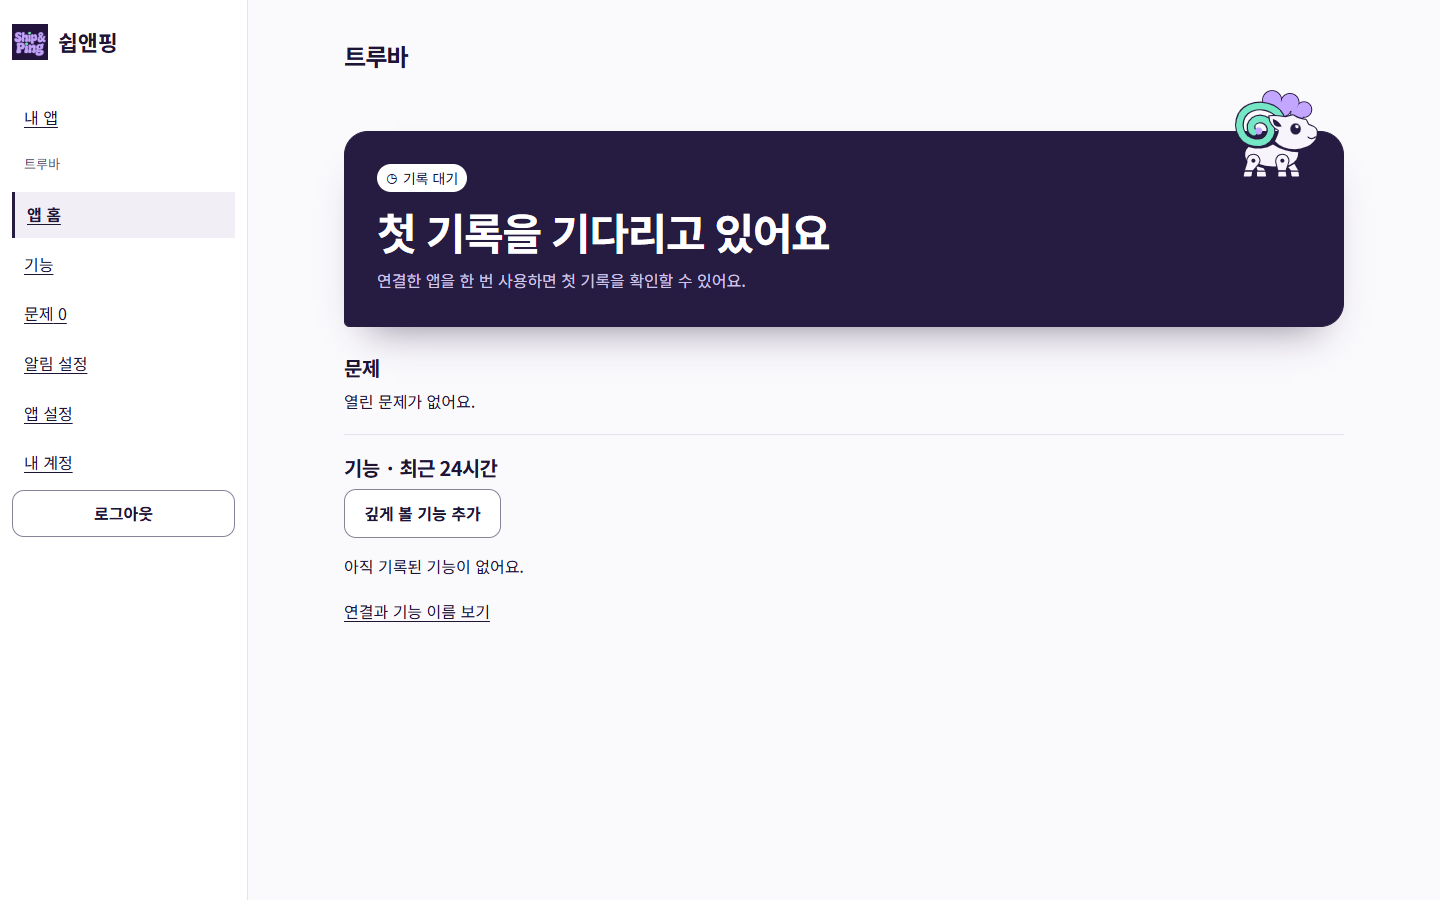 Ship&
Ping
쉽앤핑
내 앱
트루바
앱 홈
기능
문제 0
알림 설정
앱 설정
내 계정
로그아웃
트루바
기록 대기
첫 기록을 기다리고 있어요
연결한 앱을 한 번 사용하면 첫 기록을 확인할 수 있어요.
문제
열린 문제가 없어요.
기능 · 최근 24시간
깊게 볼 기능 추가
아직 기록된 기능이 없어요.
연결과 기능 이름 보기